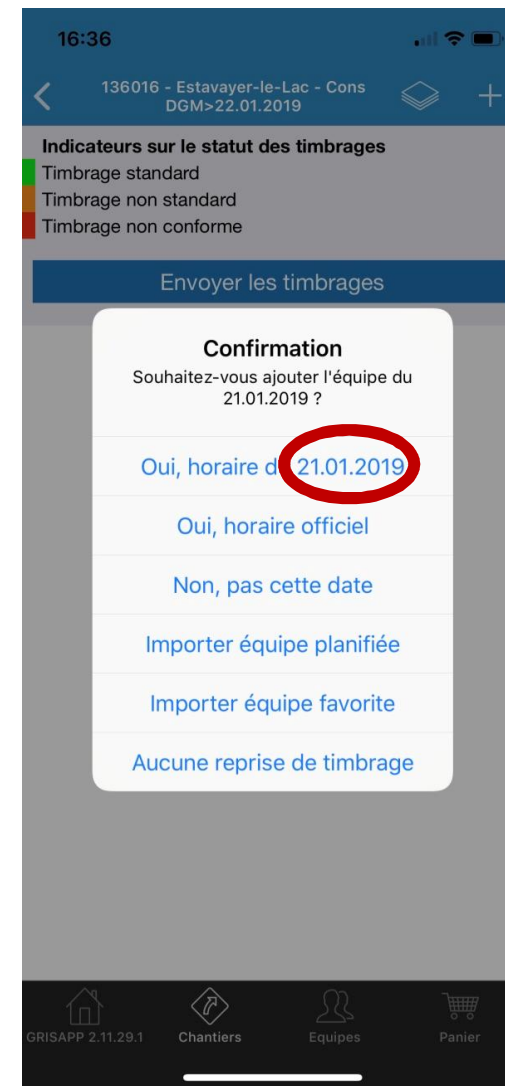 16:36
136016 - Estavayer-le-Lac - Cons
DGM>22.01.2019
Indicateurs sur le statut des timbrages
Timbrage standard
Timbrage non standard
Timbrage non conforme
Envoyer les timbrages
Confirmation
Souhaitez-vous ajouter l'équipe du
21.01.2019 ?
Oui, horaire d 21.01.2019
Oui, horaire officiel
Non, pas cette date
Importer équipe planifiée
Importer équipe favorite
Aucune reprise de timbrage
GRISAPP 2.11.29.1 Chantiers Equipes Panier